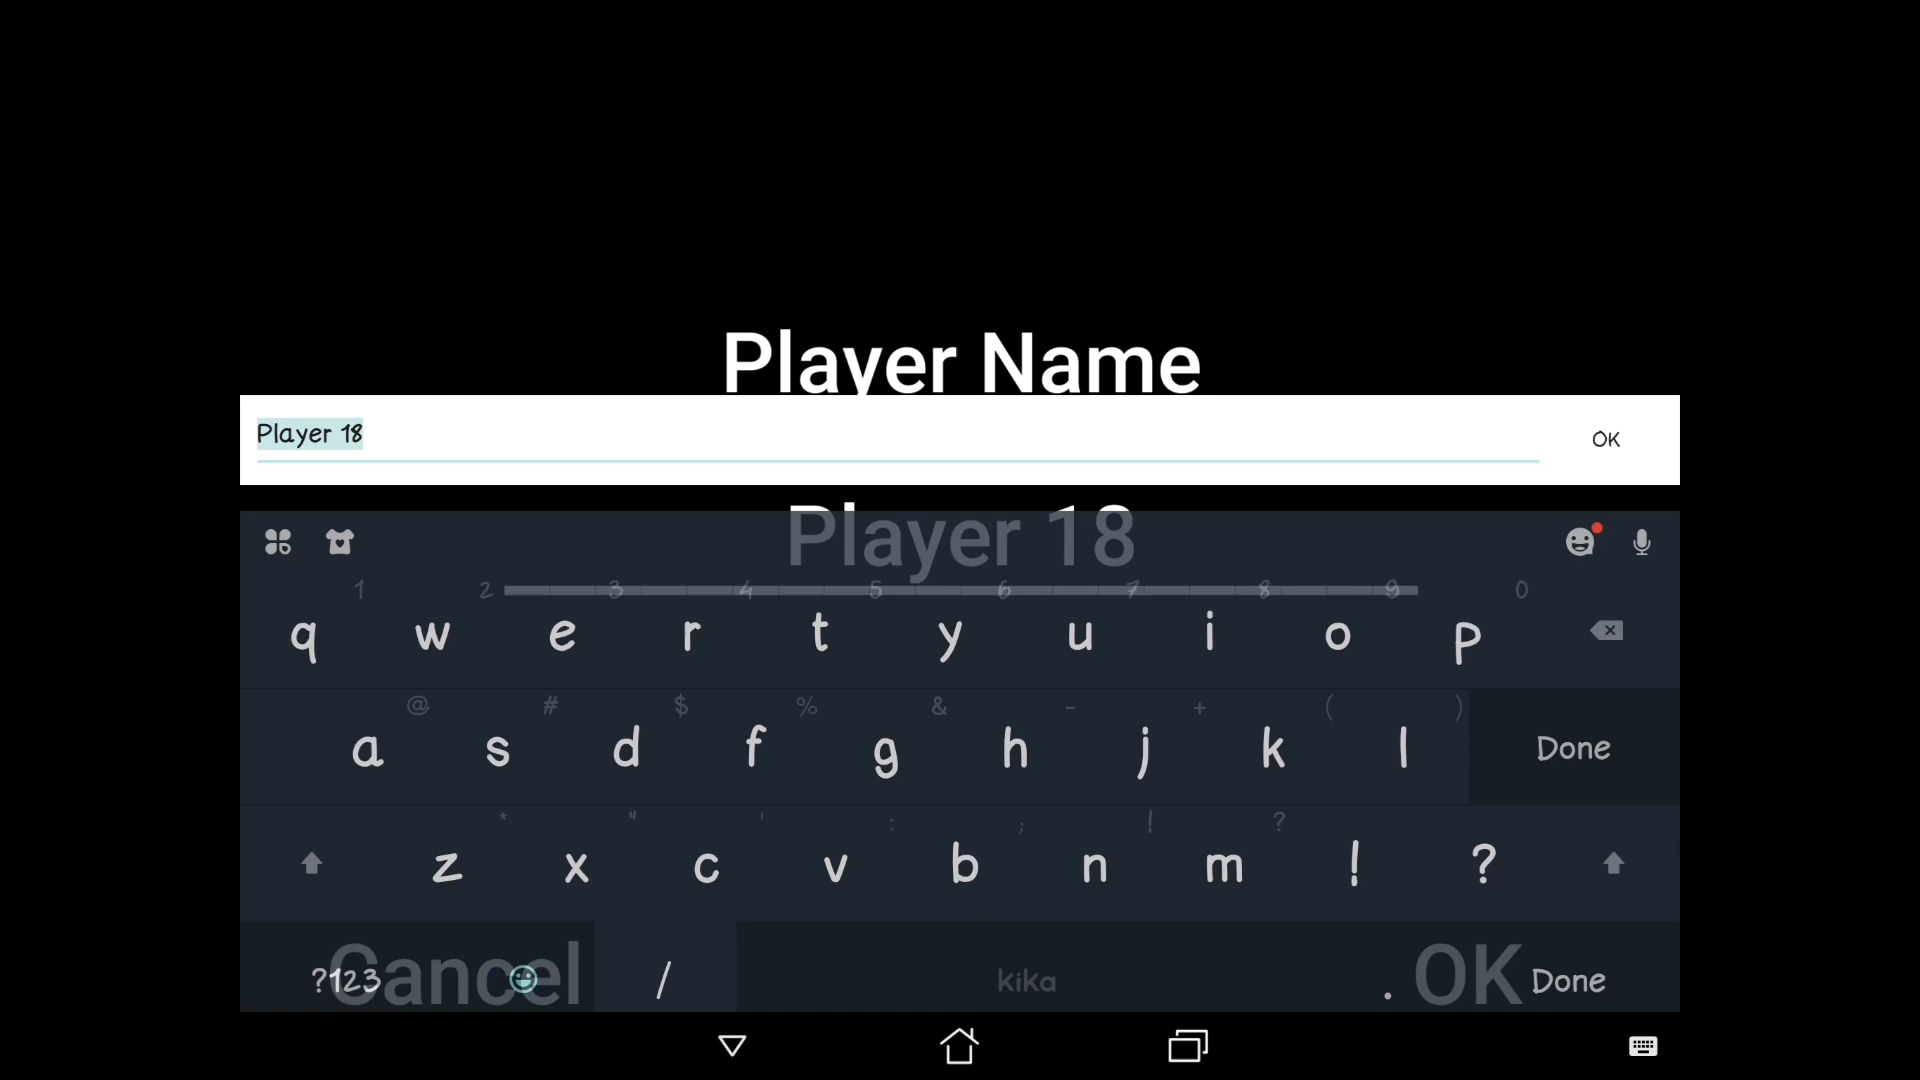 Player Name
Player 18
OK
Player 18
1 2 3 4 5 6 7 8 9 0
q w e r t y u i o p
@ # $ % & - + ( )
a s d f g h j k l Done
* " ' : ; ! ?
z x c v b n m ! ?
Cancel OK
?123 / kika . Done